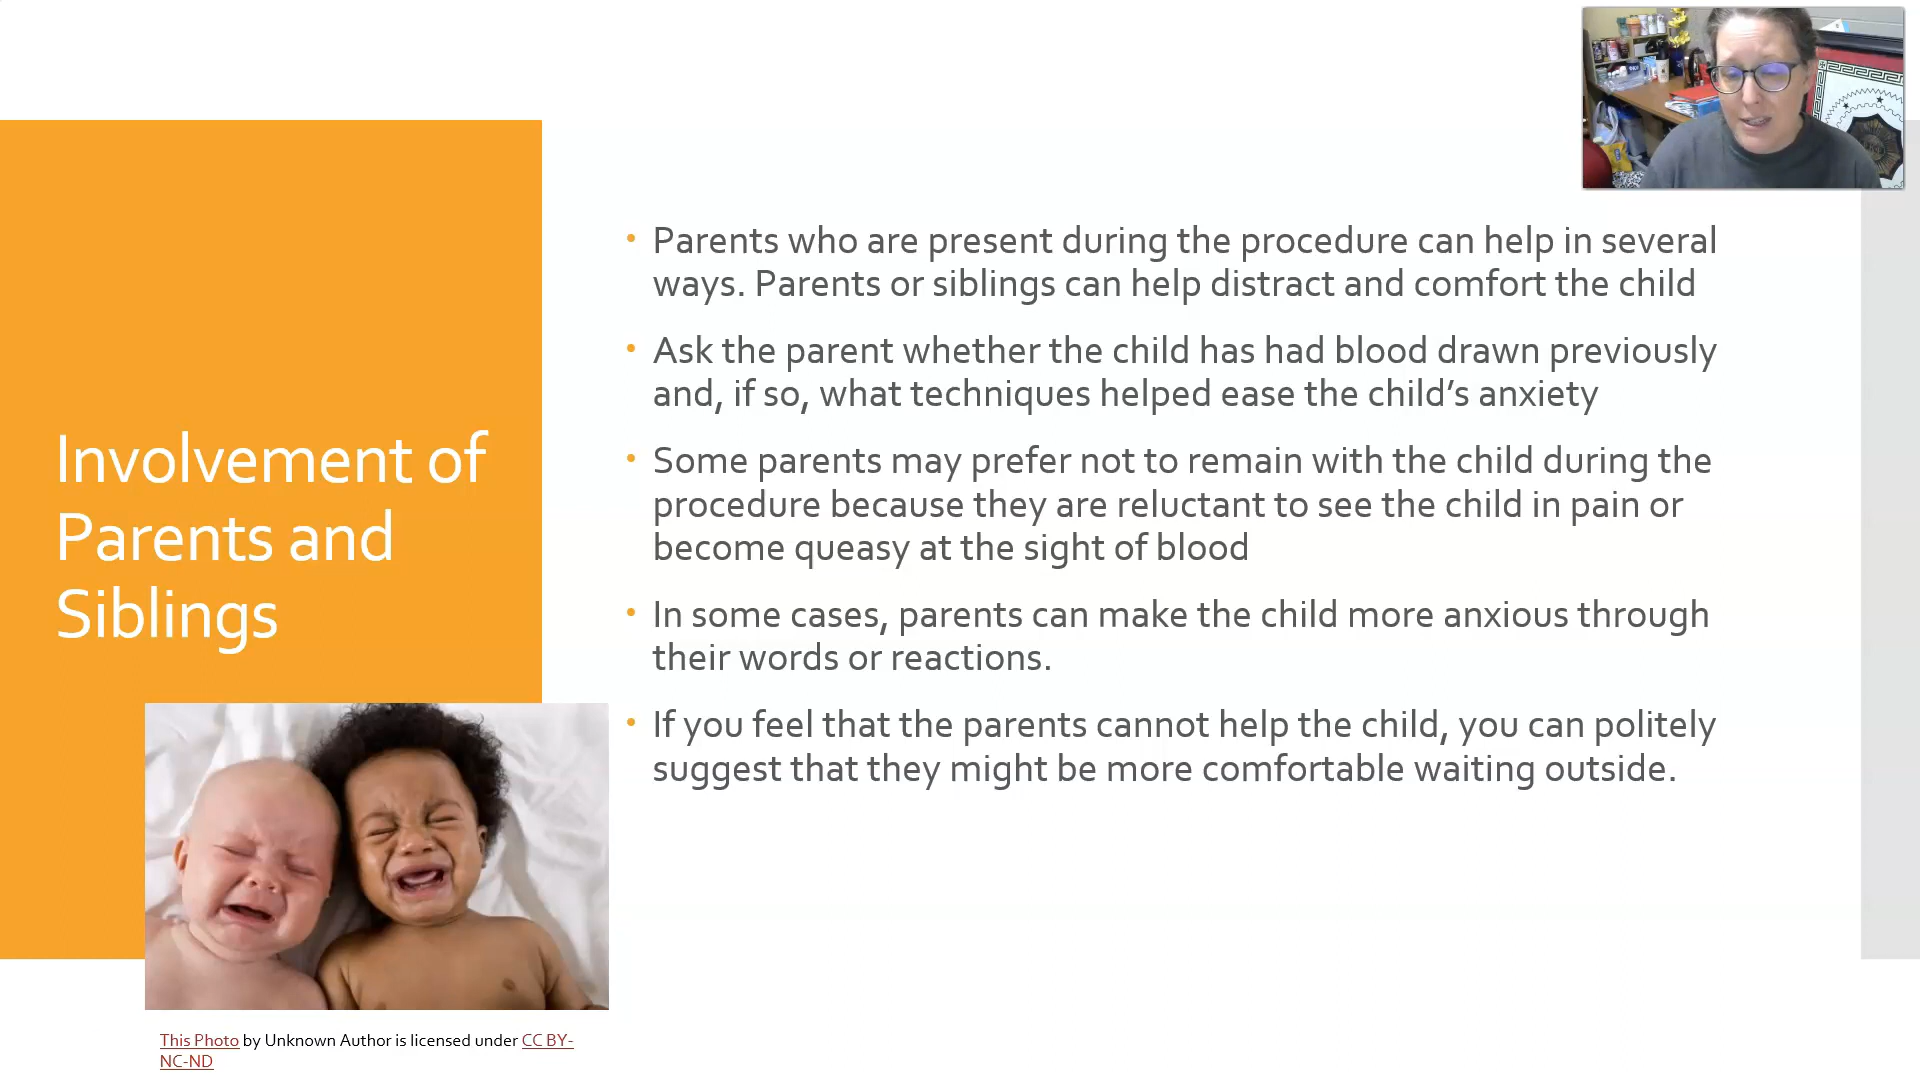 Involvement of
Parents and
Siblings
• Parents who are present during the procedure can help in several
ways. Parents or siblings can help distract and comfort the child
• Ask the parent whether the child has had blood drawn previously
and, if so, what techniques helped ease the child’s anxiety
• Some parents may prefer not to remain with the child during the
procedure because they are reluctant to see the child in pain or
become queasy at the sight of blood
• In some cases, parents can make the child more anxious through
their words or reactions.
• If you feel that the parents cannot help the child, you can politely
suggest that they might be more comfortable waiting outside.
This Photo by Unknown Author is licensed under CC BY-
NC-ND